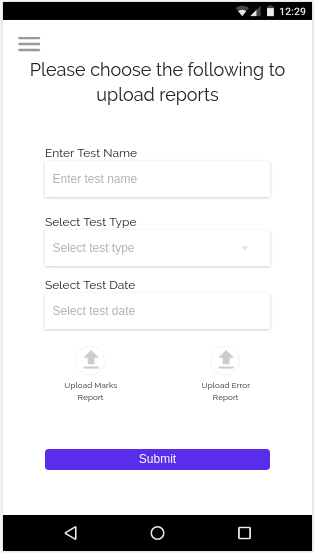 12:29
Please choose the following to
upload reports
Enter Test Name
Enter test name
Select Test Type
Select test type
Select Test Date
Select test date
Upload Marks Upload Error
Report Report
Submit